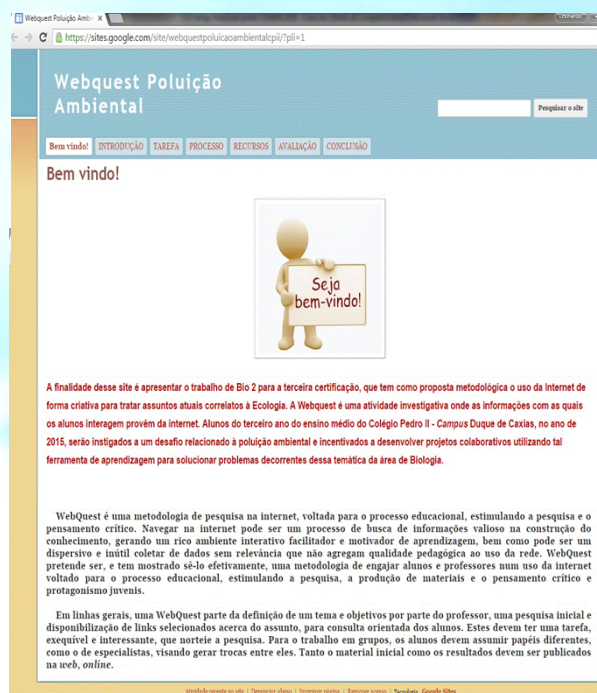 Webquest Poluição Ambi
https://sites.google.com/site/webquestpoluicaoambientalcpii/?pli=1
Webquest Poluição
Ambiental
Pesquisar o site
Bem vindo! INTRODUÇÃO TAREFA PROCESSO RECURSOS AVALIAÇÃO CONCLUSÃO
Bem vindo!
Seja
bem-vindo!
A finalidade desse site é apresentar o trabalho de Bio 2 para a terceira certificação, que tem como proposta metodológica o uso da Internet de
forma criativa para tratar assuntos atuais correlatos à Ecologia. A Webquest é uma atividade investigativa onde as informações com as quais
os alunos interagem provêm da internet. Alunos do terceiro ano do ensino médio do Colégio Pedro II - Campus Duque de Caxias, no ano de
2015, serão instigados a um desafio relacionado à poluição ambiental e incentivados a desenvolver projetos colaborativos utilizando tal
ferramenta de aprendizagem para solucionar problemas decorrentes dessa temática da área de Biologia.
WebQuest é uma metodologia de pesquisa na internet, voltada para o processo educacional, estimulando a pesquisa e o
pensamento crítico. Navegar na internet pode ser um processo de busca de informações valioso na construção do
conhecimento, gerando um rico ambiente interativo facilitador e motivador de aprendizagem, bem como pode ser um
dispersivo e inútil coletar de dados sem relevância que não agregam qualidade pedagógica ao uso da rede. WebQuest
pretende ser, e tem mostrado sê-lo efetivamente, uma metodologia de engajar alunos e professores num uso da internet
voltado para o processo educacional, estimulando a pesquisa, a produção de materiais e o pensamento crítico e
protagonismo juvenis.
Em linhas gerais, uma WebQuest parte da definição de um tema e objetivos por parte do professor, uma pesquisa inicial e
disponibilização de links selecionados acerca do assunto, para consulta orientada dos alunos. Estes devem ter uma tarefa,
exequível e interessante, que norteie a pesquisa. Para o trabalho em grupos, os alunos devem assumir papéis diferentes,
como o de especialistas, visando gerar trocas entre eles. Tanto o material inicial como os resultados devem ser publicados
na web, online.
Atividade recente no site | Denunciar abuso | Imprimir página | Remover acesso | Tecnologia Google Sites